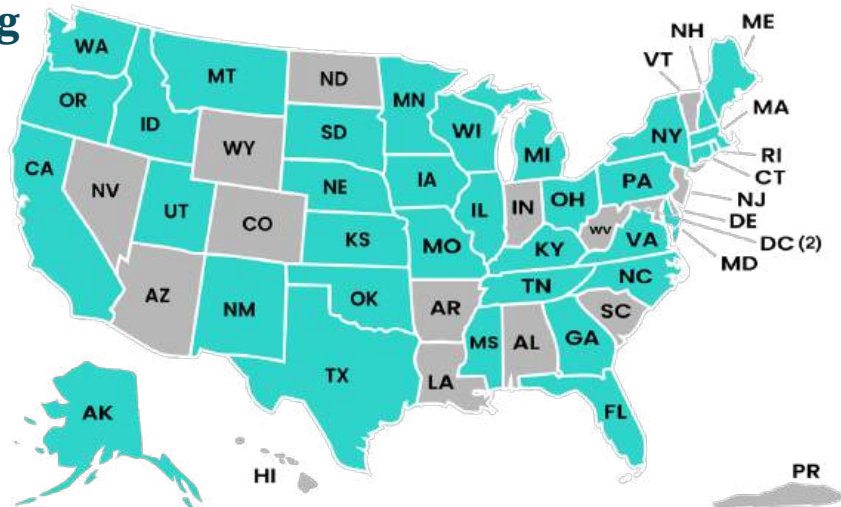 g
WA
MT
ND
MN
OR
ID
WY
SD
WI
MI
NH
ME
VT
MA
NY
RI
CT
PA
NJ
DE
DC (2)
MD
CA
NV
UT
CO
NE
IA
IL
IN
OH
WV
VA
KS
MO
KY
NC
AZ
NM
OK
AR
TN
SC
TX
LA
MS
AL
GA
FL
AK
HI
PR